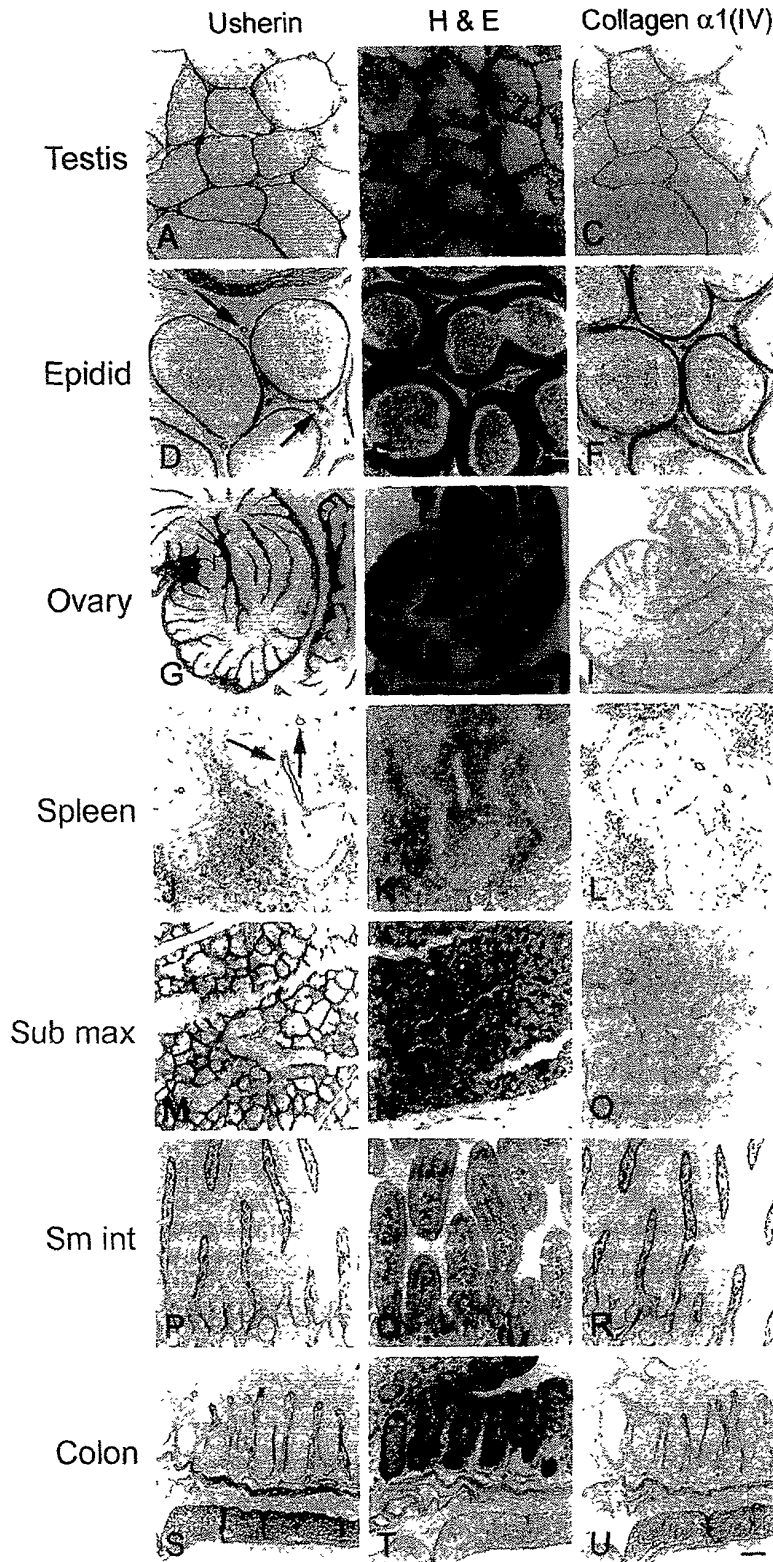 Usherin H & E Collagen α1(IV)
Testis
A C
Epidid
D F
Ovary
G I
Spleen
J K L
Sub max
M O
Sm int
P Q R
Colon
S T U